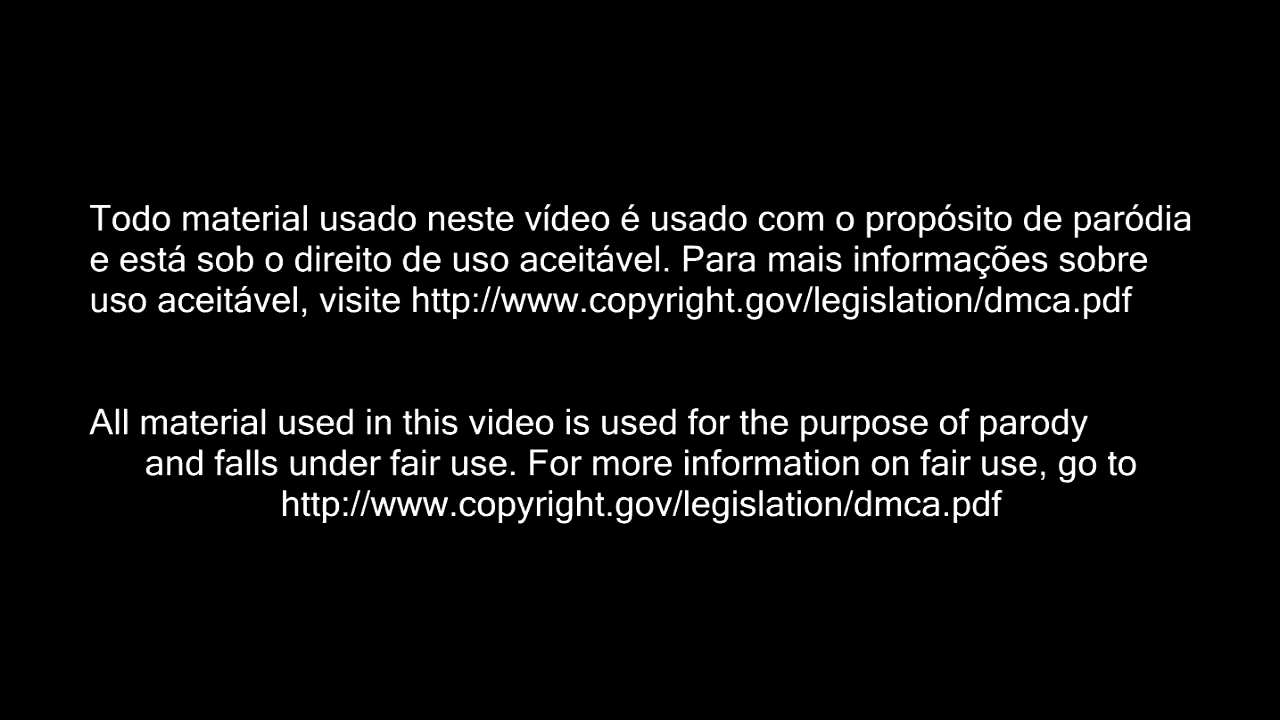 Todo material usado neste vídeo é usado com o propósito de paródia
e está sob o direito de uso aceitável. Para mais informações sobre
uso aceitável, visite http://www.copyright.gov/legislation/dmca.pdf
All material used in this video is used for the purpose of parody
and falls under fair use. For more information on fair use, go to
http://www.copyright.gov/legislation/dmca.pdf